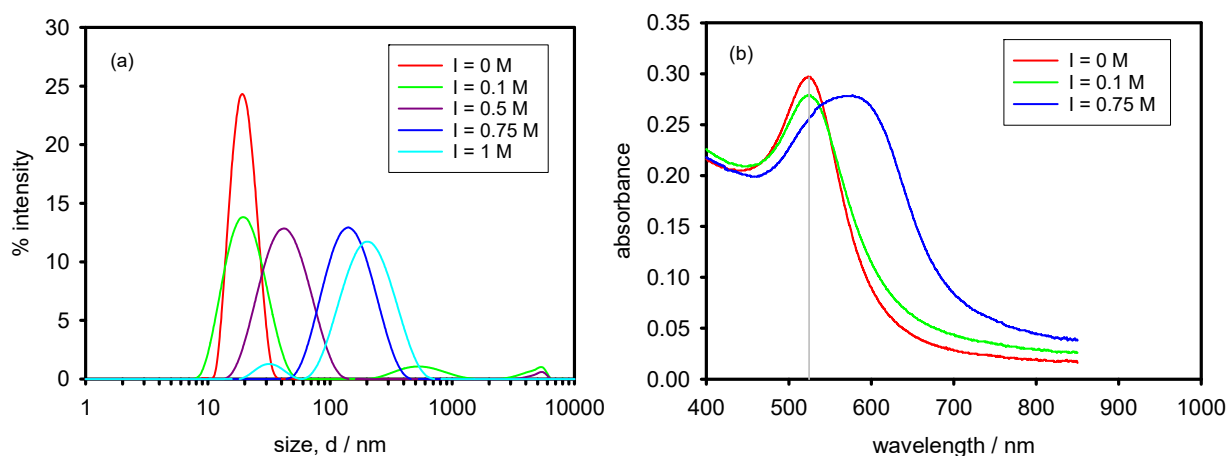 (a)
I = 0 M
I = 0.1 M
I = 0.5 M
I = 0.75 M
I = 1 M
30
25
20
15
10
5
0
% intensity
1 10 100 1000 10000
size, d / nm
(b)
I = 0 M
I = 0.1 M
I = 0.75 M
0.35
0.30
0.25
0.20
0.15
0.10
0.05
0.00
absorbance
400 500 600 700 800 900 1000
wavelength / nm